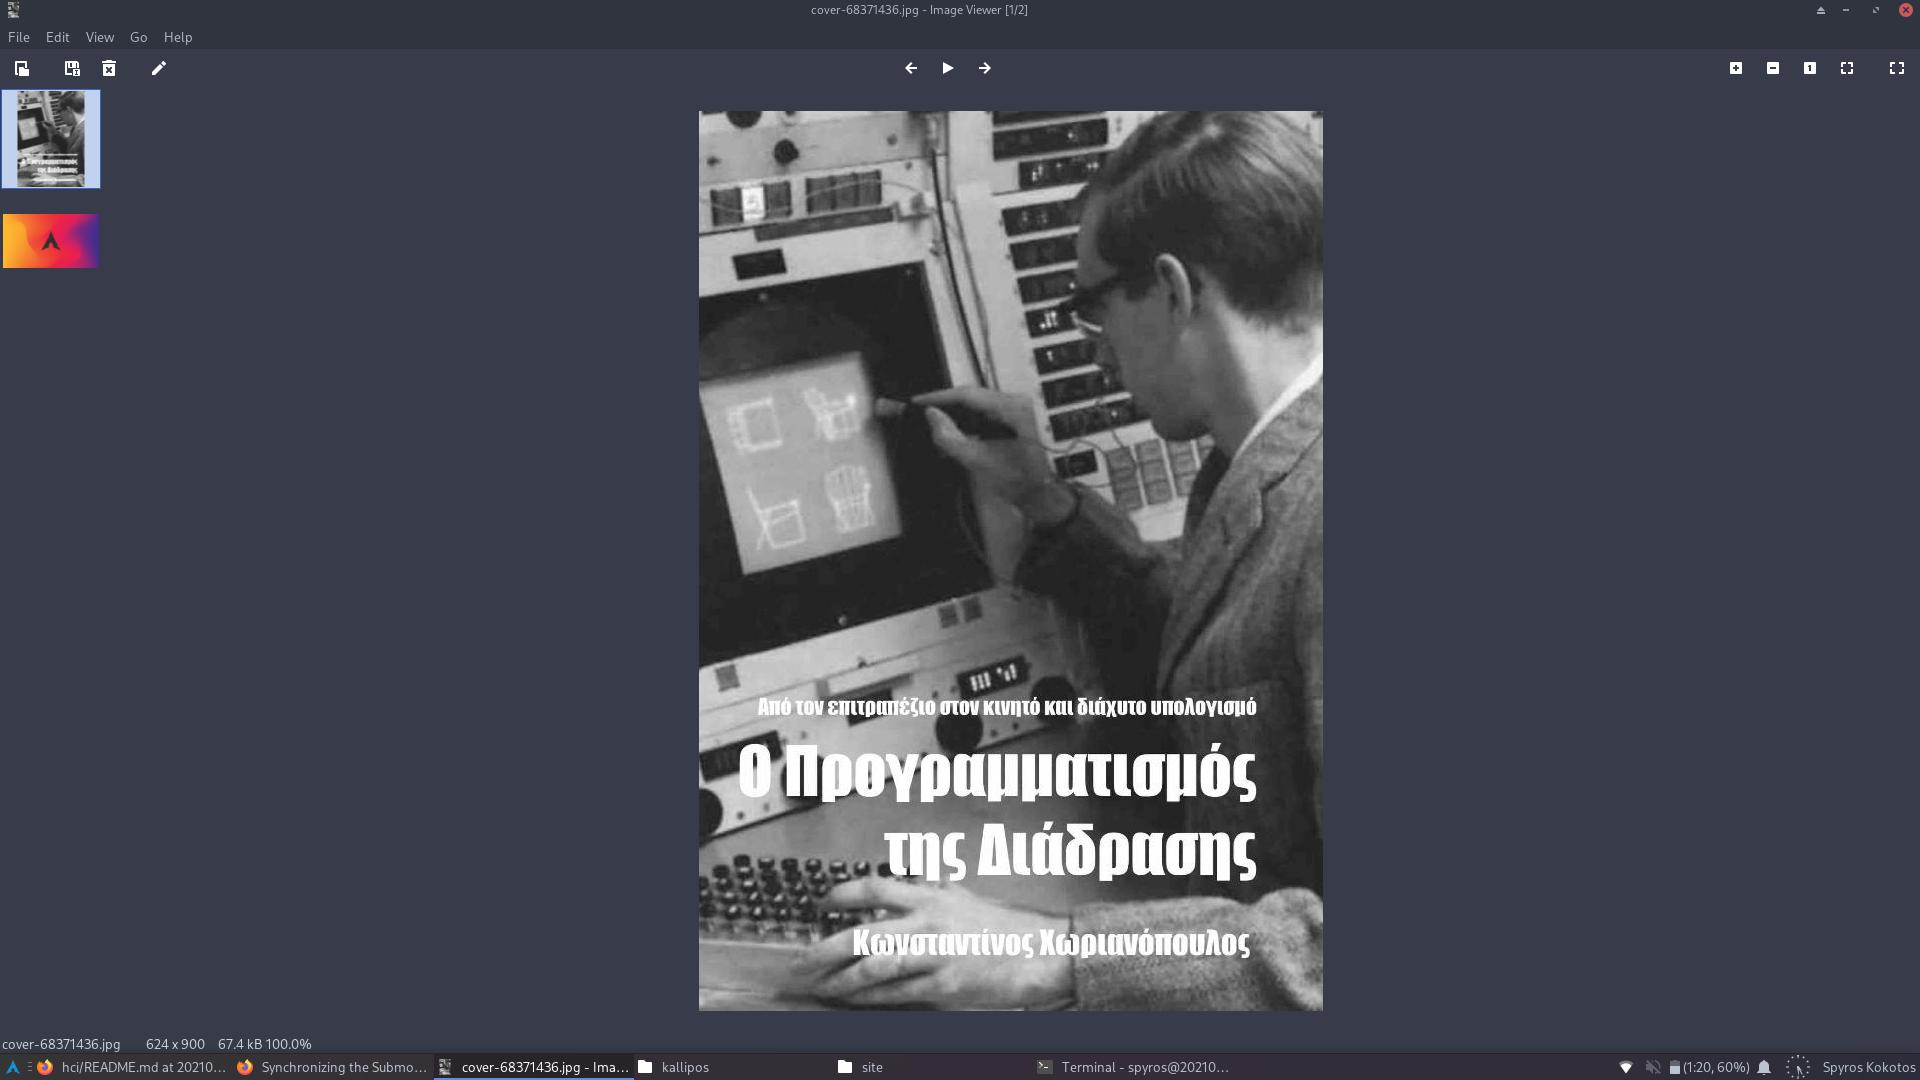 cover-68371436.jpg - Image Viewer [1/2]
File Edit View Go Help
Από τον επιτραπέζιο στον κινητό και διάχυτο υπολογισμό
Ο Προγραμματισμός
της Διάδρασης
Κωνσταντίνος Χωριανόπουλος
cover-68371436.jpg 624 x 900 67.4 kB 100.0%
hci/README.md at 20210... Synchronizing the Submo... cover-68371436.jpg - Ima... kallipos site Terminal - spyros@20210... (1:20, 60%) Spyros Kokotos